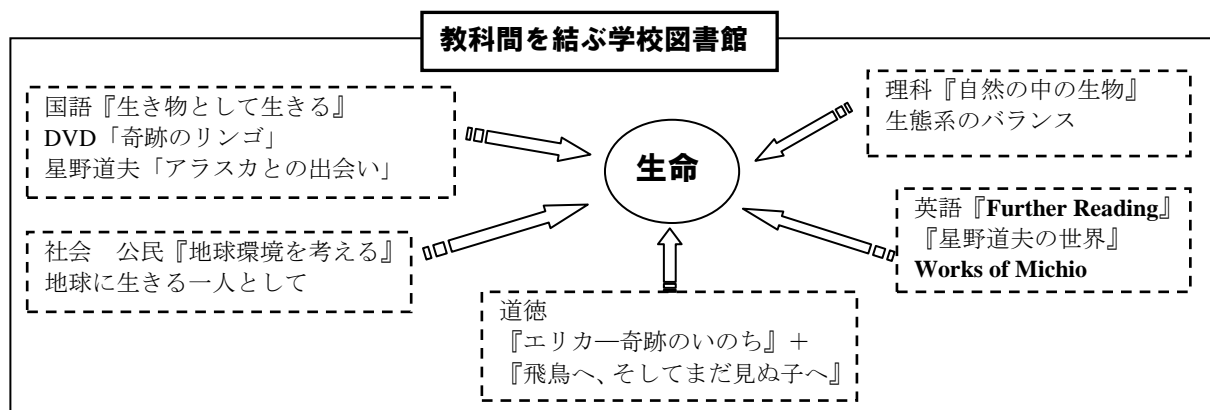 教科間を結ぶ学校図書館
国語『生き物として生きる』
DVD「奇跡のリンゴ」
星野道夫「アラスカとの出会い」
理科『自然の中の生物』
生態系のバランス
生命
社会　公民『地球環境を考える』
地球に生きる一人として
英語『Further Reading』
『星野道夫の世界』
Works of Michio
道徳
『エリカ―奇跡のいのち』＋
『飛鳥へ、そしてまだ見ぬ子へ』